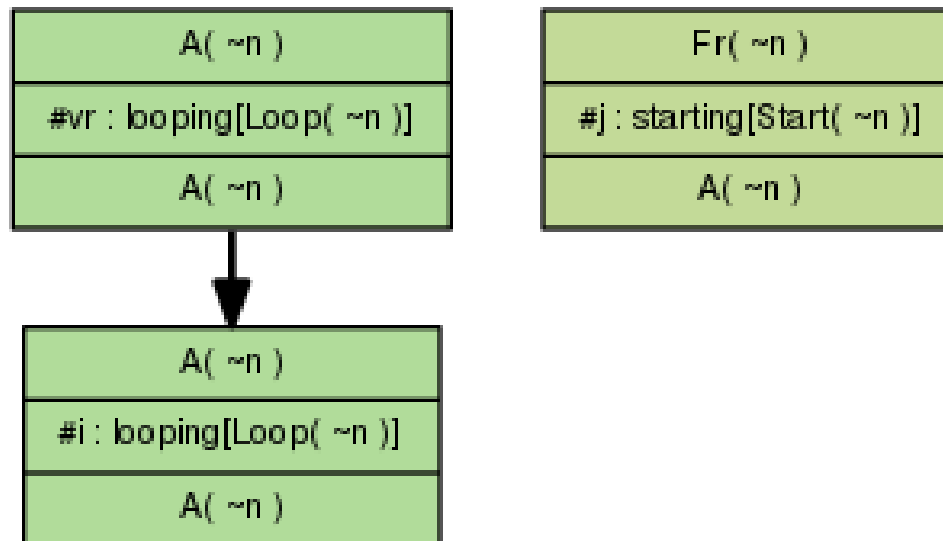 A( ~n )
#vr : looping[Loop( ~n )]
A( ~n )
Fr( ~n )
#j : starting[Start( ~n )]
A( ~n )
A( ~n )
#i : looping[Loop( ~n )]
A( ~n )